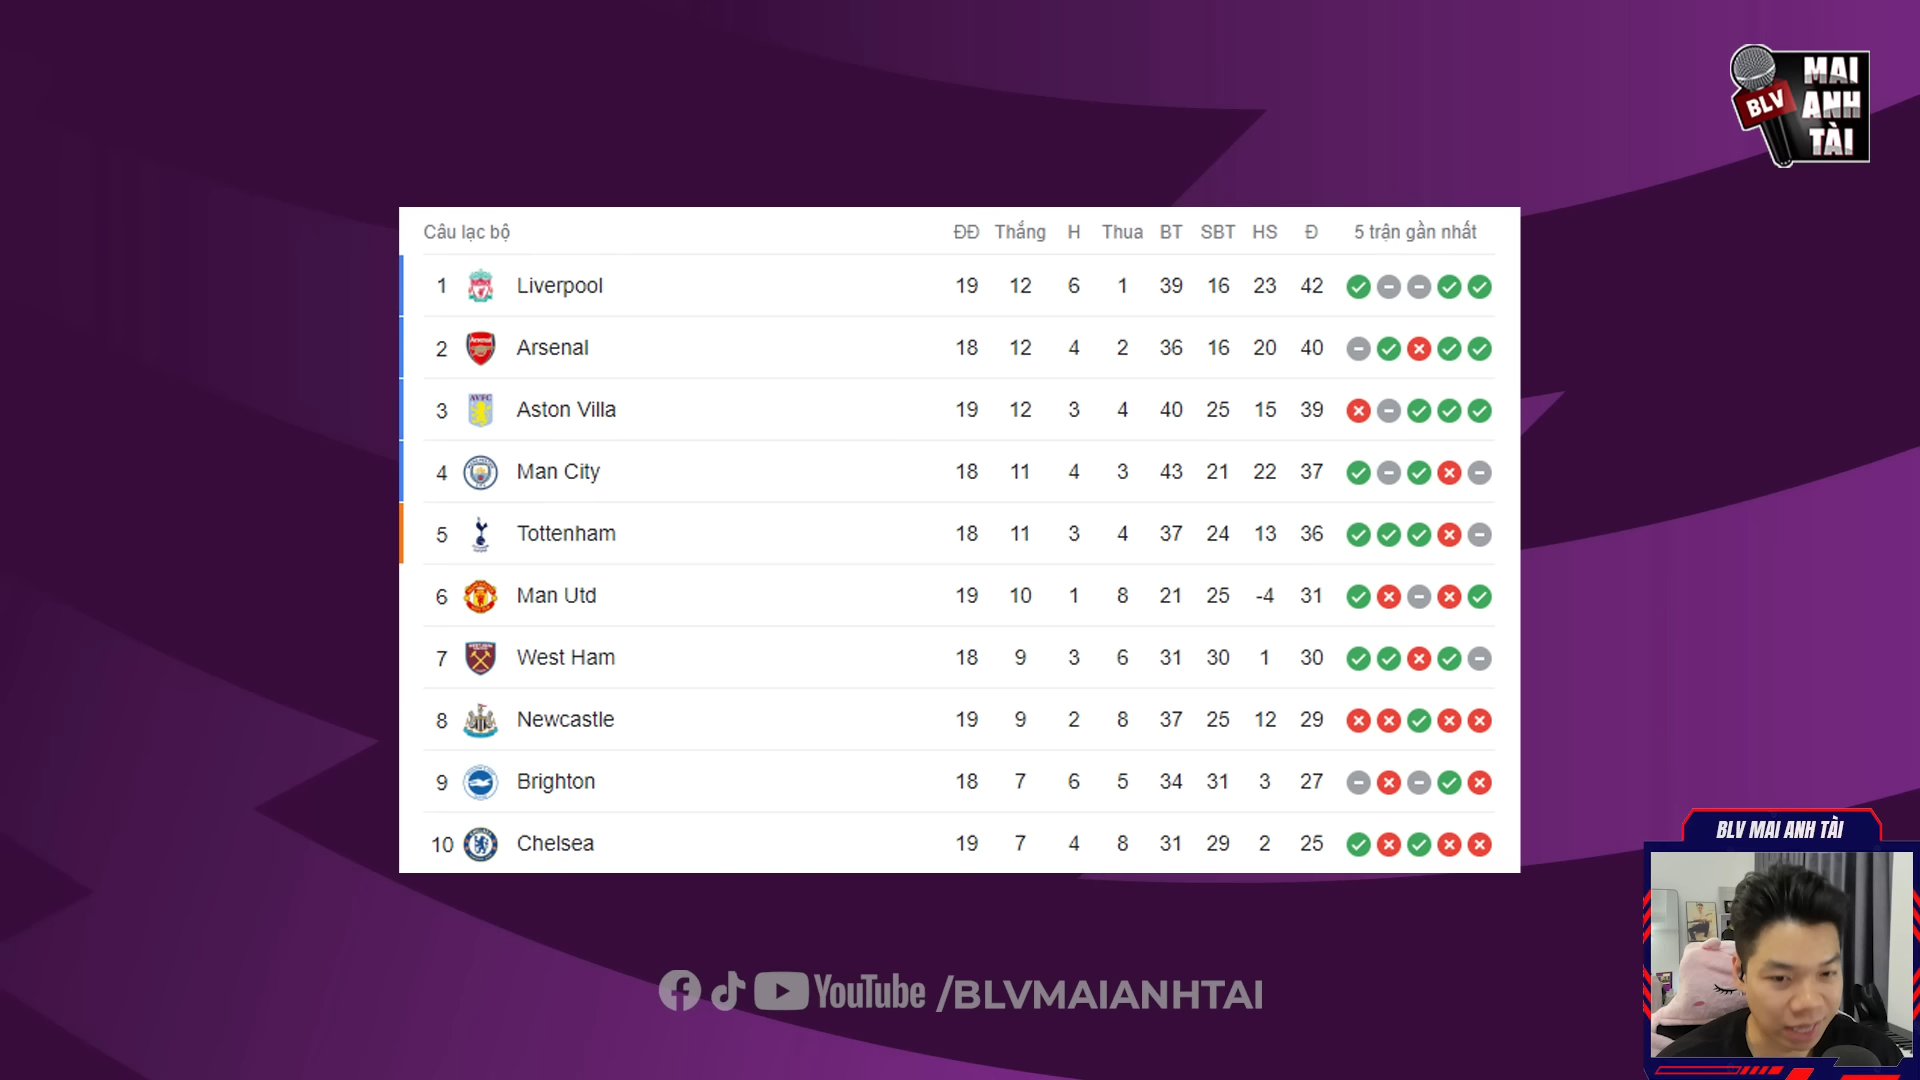 MAI
BLV ANH
TÀI
Câu lạc bộ ĐĐ Thắng H Thua BT SBT HS Đ 5 trận gần nhất
1 Liverpool 19 12 6 1 39 16 23 42
2 Arsenal 18 12 4 2 36 16 20 40
3 Aston Villa 19 12 3 4 40 25 15 39
4 Man City 18 11 4 3 43 21 22 37
5 Tottenham 18 11 3 4 37 24 13 36
6 Man Utd 19 10 1 8 21 25 -4 31
7 West Ham 18 9 3 6 31 30 1 30
8 Newcastle 19 9 2 8 37 25 12 29
9 Brighton 18 7 6 5 34 31 3 27
10 Chelsea 19 7 4 8 31 29 2 25
BLV MAI ANH TÀI
YouTube /BLVMAIANHTAI